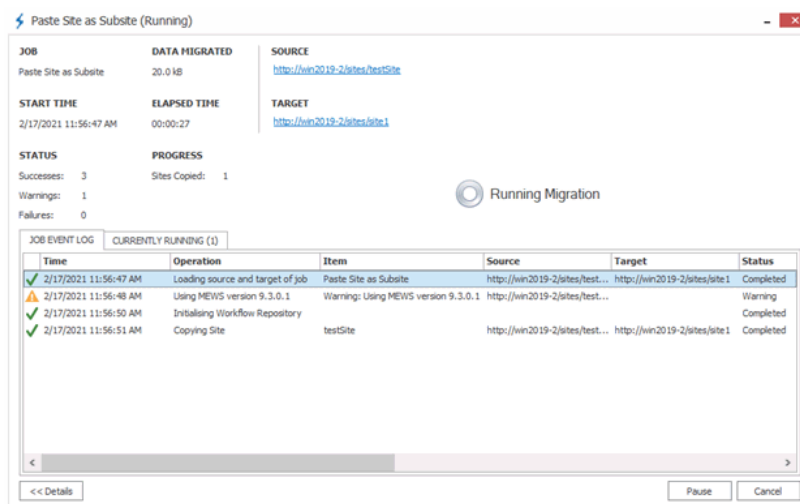 Paste Site as Subsite (Running)
JOB DATA MIGRATED SOURCE
Paste Site as Subsite 20.0 kB http://win2019-2/sites/testSite
START TIME ELAPSED TIME TARGET
2/17/2021 11:56:47 AM 00:00:27 http://win2019-2/sites/site1
STATUS PROGRESS
Successes: 3 Sites Copied: 1
Warnings: 1
Running Migration
Failures: 0
JOB EVENT LOG CURRENTLY RUNNING (1)
Time Operation Item Source Target Status
2/17/2021 11:56:47 AM Loading source and target of job Paste Site as Subsite http://win2019-2/sites/test... http://win2019-2/sites/site1 Completed
2/17/2021 11:56:48 AM Using MEWS version 9.3.0.1 Warning: Using MEWS version 9.3.0.1 http://win2019-2/sites/test... Warning
2/17/2021 11:56:50 AM Initialising Workflow Repository Completed
2/17/2021 11:56:51 AM Copying Site testSite http://win2019-2/sites/test... http://win2019-2/sites/site1 Completed
<< Details Pause Cancel